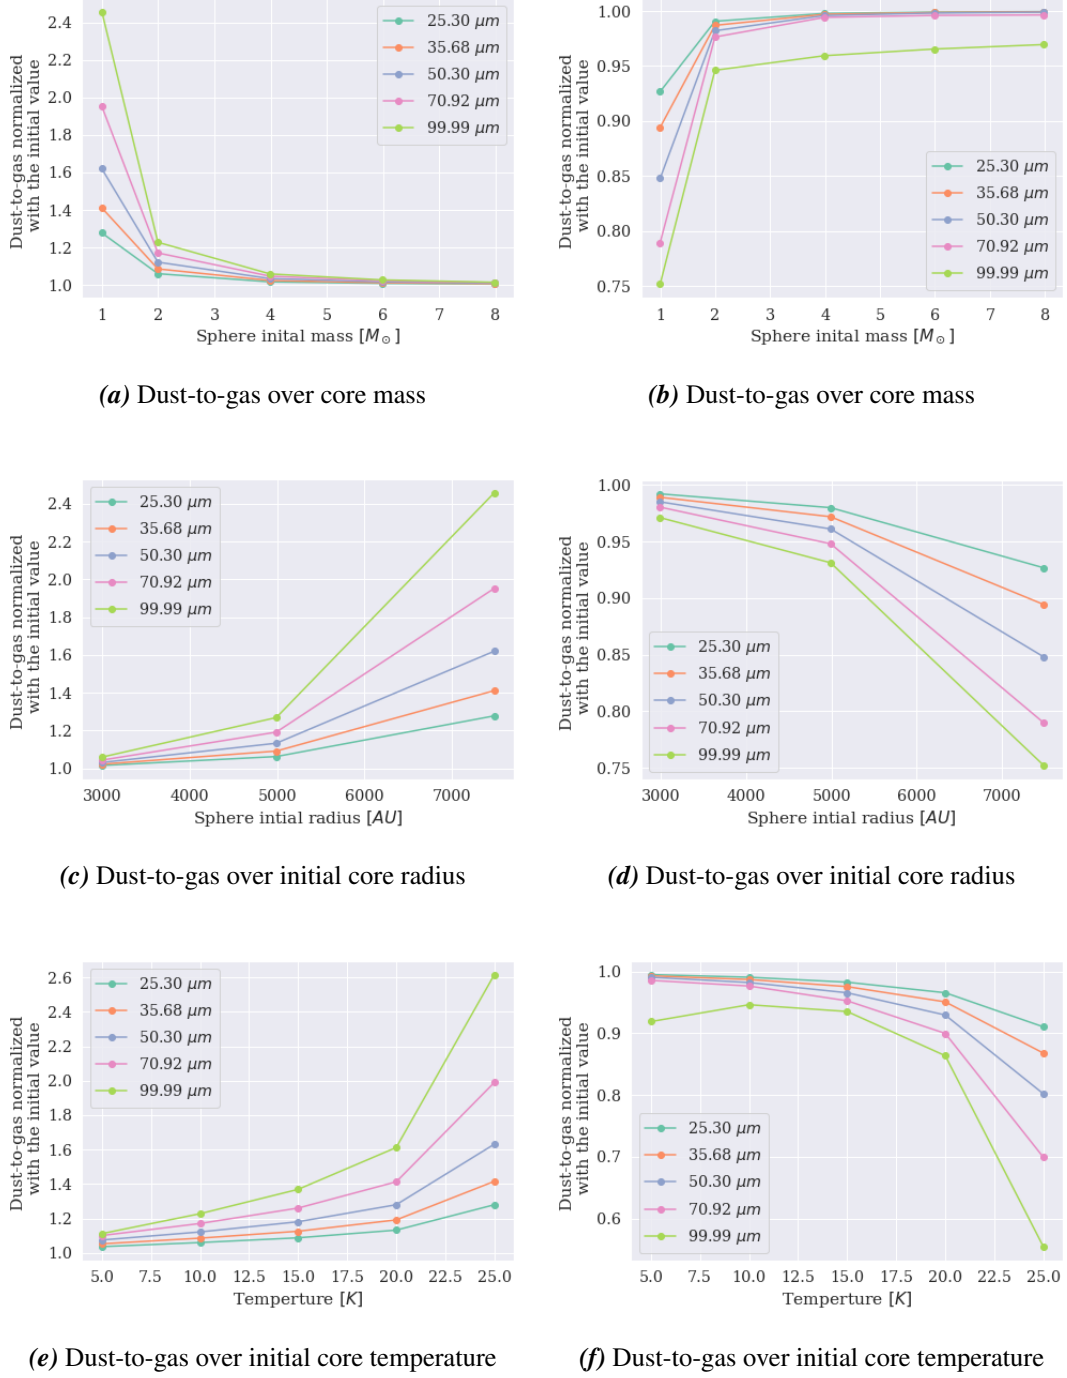 2.4
2.2
2.0
1.8
1.6
1.4
1.2
1.0
Dust-to-gas normalized
with the initial value
25.30 μm
35.68 μm
50.30 μm
70.92 μm
99.99 μm
1 2 3 4 5 6 7 8
Sphere inital mass [M⊙]
(a) Dust-to-gas over core mass
1.00
0.95
0.90
0.85
0.80
0.75
Dust-to-gas normalized
with the initial value
25.30 μm
35.68 μm
50.30 μm
70.92 μm
99.99 μm
1 2 3 4 5 6 7 8
Sphere inital mass [M⊙]
(b) Dust-to-gas over core mass
2.4
2.2
2.0
1.8
1.6
1.4
1.2
1.0
Dust-to-gas normalized
with the initial value
25.30 μm
35.68 μm
50.30 μm
70.92 μm
99.99 μm
3000 4000 5000 6000 7000
Sphere intial radius [AU]
(c) Dust-to-gas over initial core radius
1.00
0.95
0.90
0.85
0.80
0.75
Dust-to-gas normalized
with the initial value
25.30 μm
35.68 μm
50.30 μm
70.92 μm
99.99 μm
3000 4000 5000 6000 7000
Sphere intial radius [AU]
(d) Dust-to-gas over initial core radius
2.6
2.4
2.2
2.0
1.8
1.6
1.4
1.2
1.0
Dust-to-gas normalized
with the initial value
25.30 μm
35.68 μm
50.30 μm
70.92 μm
99.99 μm
5.0 7.5 10.0 12.5 15.0 17.5 20.0 22.5 25.0
Temperture [K]
(e) Dust-to-gas over initial core temperature
1.0
0.9
0.8
0.7
0.6
Dust-to-gas normalized
with the initial value
25.30 μm
35.68 μm
50.30 μm
70.92 μm
99.99 μm
5.0 7.5 10.0 12.5 15.0 17.5 20.0 22.5 25.0
Temperture [K]
(f) Dust-to-gas over initial core temperature